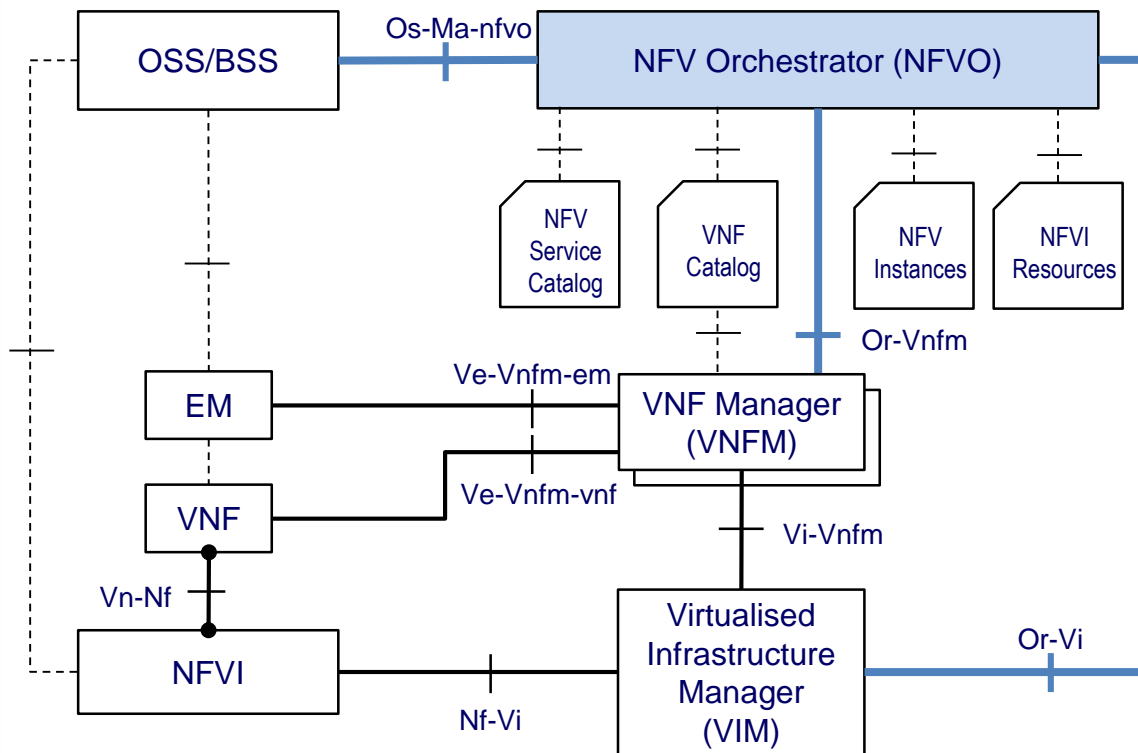 Os-Ma-nfvo
OSS/BSS
NFV Orchestrator (NFVO)
NFV
Service
Catalog
VNF
Catalog
NFV
Instances
NFVI
Resources
Or-Vnfm
Ve-Vnfm-em
EM
VNF Manager
(VNFM)
Ve-Vnfm-vnf
VNF
Vi-Vnfm
Vn-Nf
NFVI
Virtualised
Infrastructure
Manager
(VIM)
Or-Vi
Nf-Vi